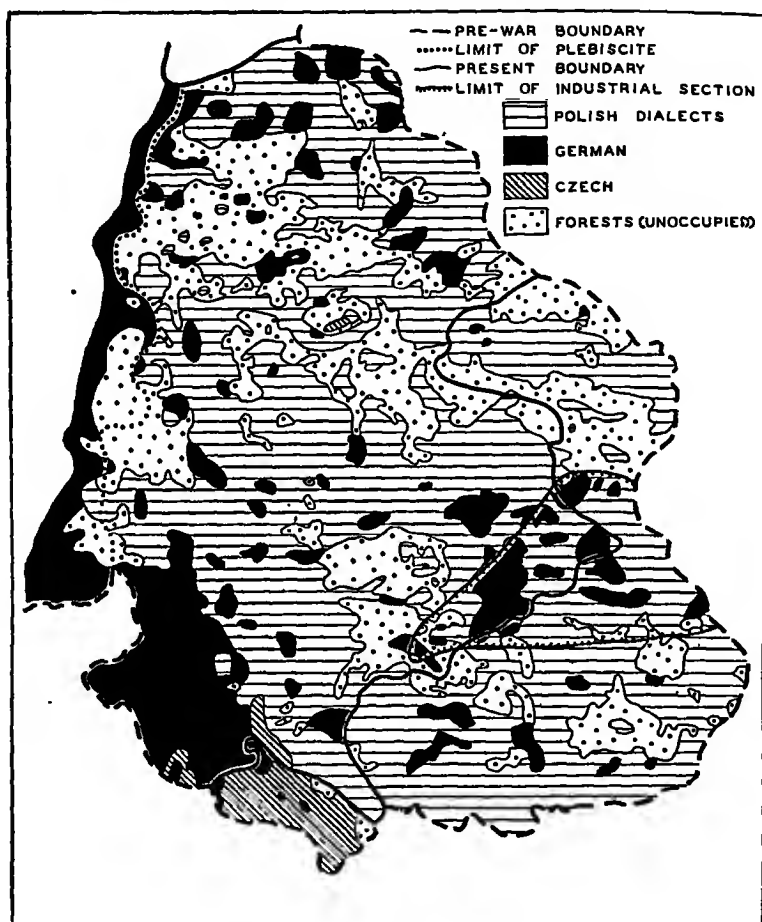 PRE-WAR BOUNDARY
LIMIT OF PLEBISCITE
PRESENT BOUNDARY
LIMIT OF INDUSTRIAL SECTION
POLISH DIALECTS
GERMAN
CZECH
FORESTS (UNOCCUPIED)